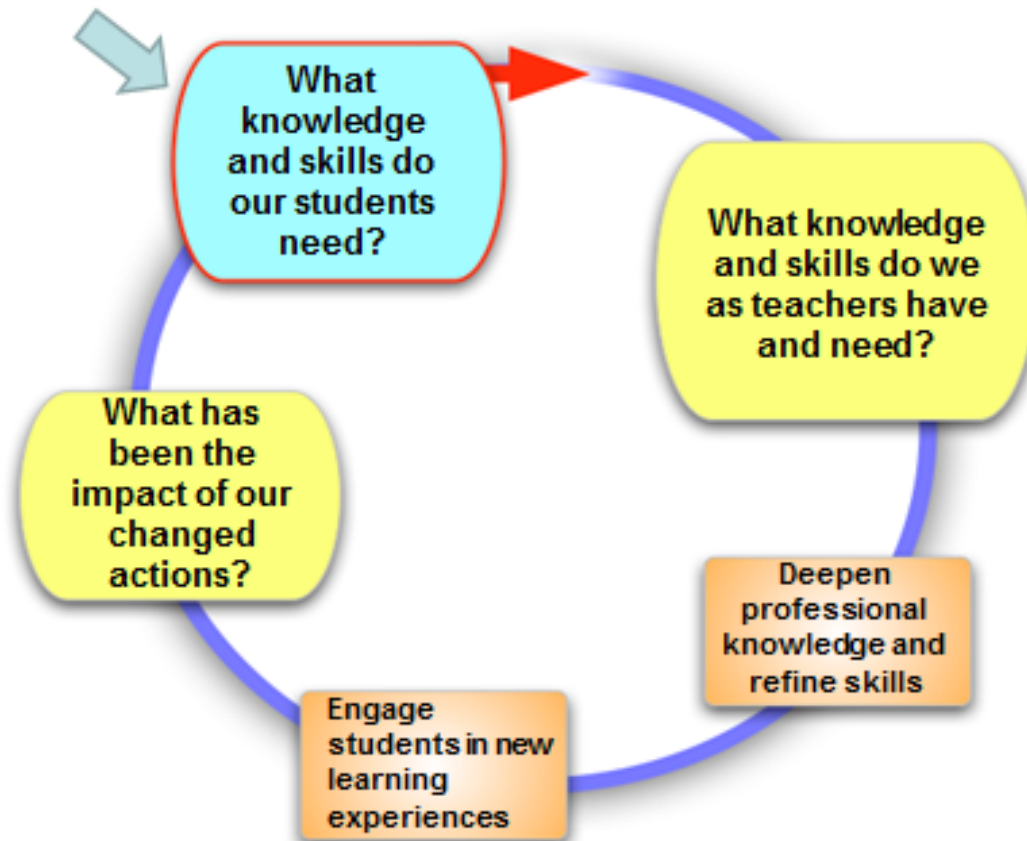 What
knowledge
and skills do
our students
need?
What knowledge
and skills do we
as teachers have
and need?
Deepen
professional
knowledge and
refine skills
Engage
students in new
learning
experiences
What has
been the
impact of our
changed
actions?